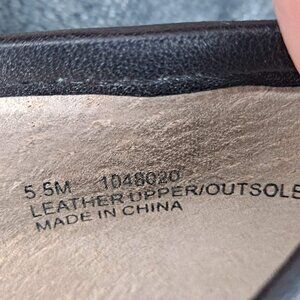 5.5M 1048020
LEATHER UPPER/OUTSOLE
MADE IN CHINA